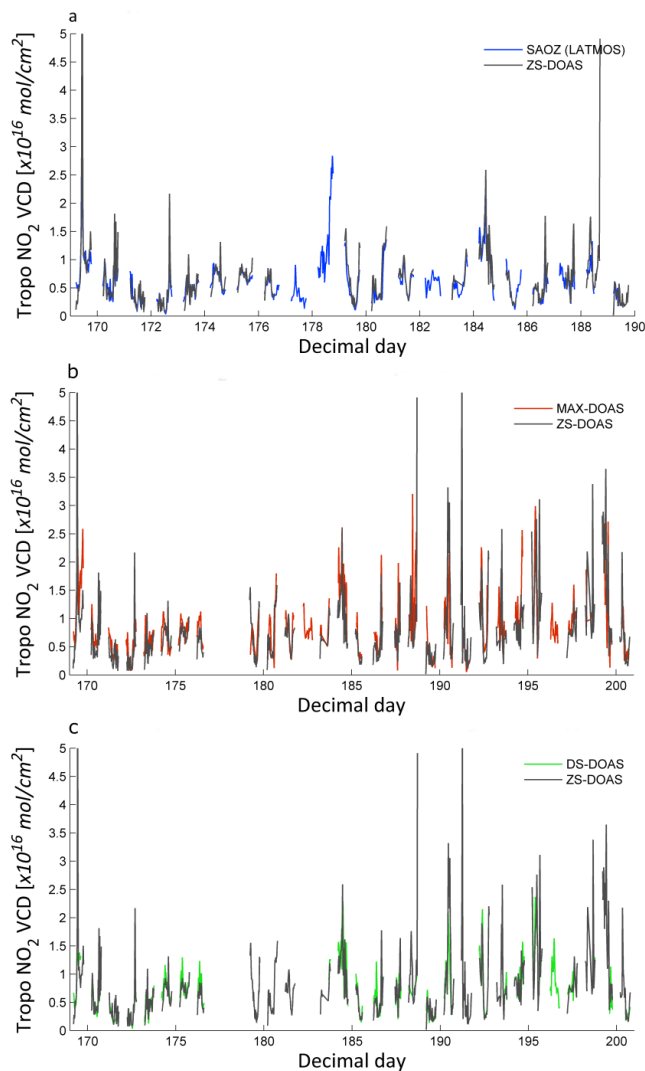 a
5
4.5
4
3.5
3
2.5
2
1.5
1
0.5
0
Tropo NO2 VCD [x10^16 mol/cm^2]
SAOZ (LATMOS)
ZS-DOAS
170 172 174 176 178 180 182 184 186 188 190
Decimal day
b
5
4.5
4
3.5
3
2.5
2
1.5
1
0.5
0
Tropo NO2 VCD [x10^16 mol/cm^2]
MAX-DOAS
ZS-DOAS
170 175 180 185 190 195 200
Decimal day
c
5
4.5
4
3.5
3
2.5
2
1.5
1
0.5
0
Tropo NO2 VCD [x10^16 mol/cm^2]
DS-DOAS
ZS-DOAS
170 175 180 185 190 195 200
Decimal day